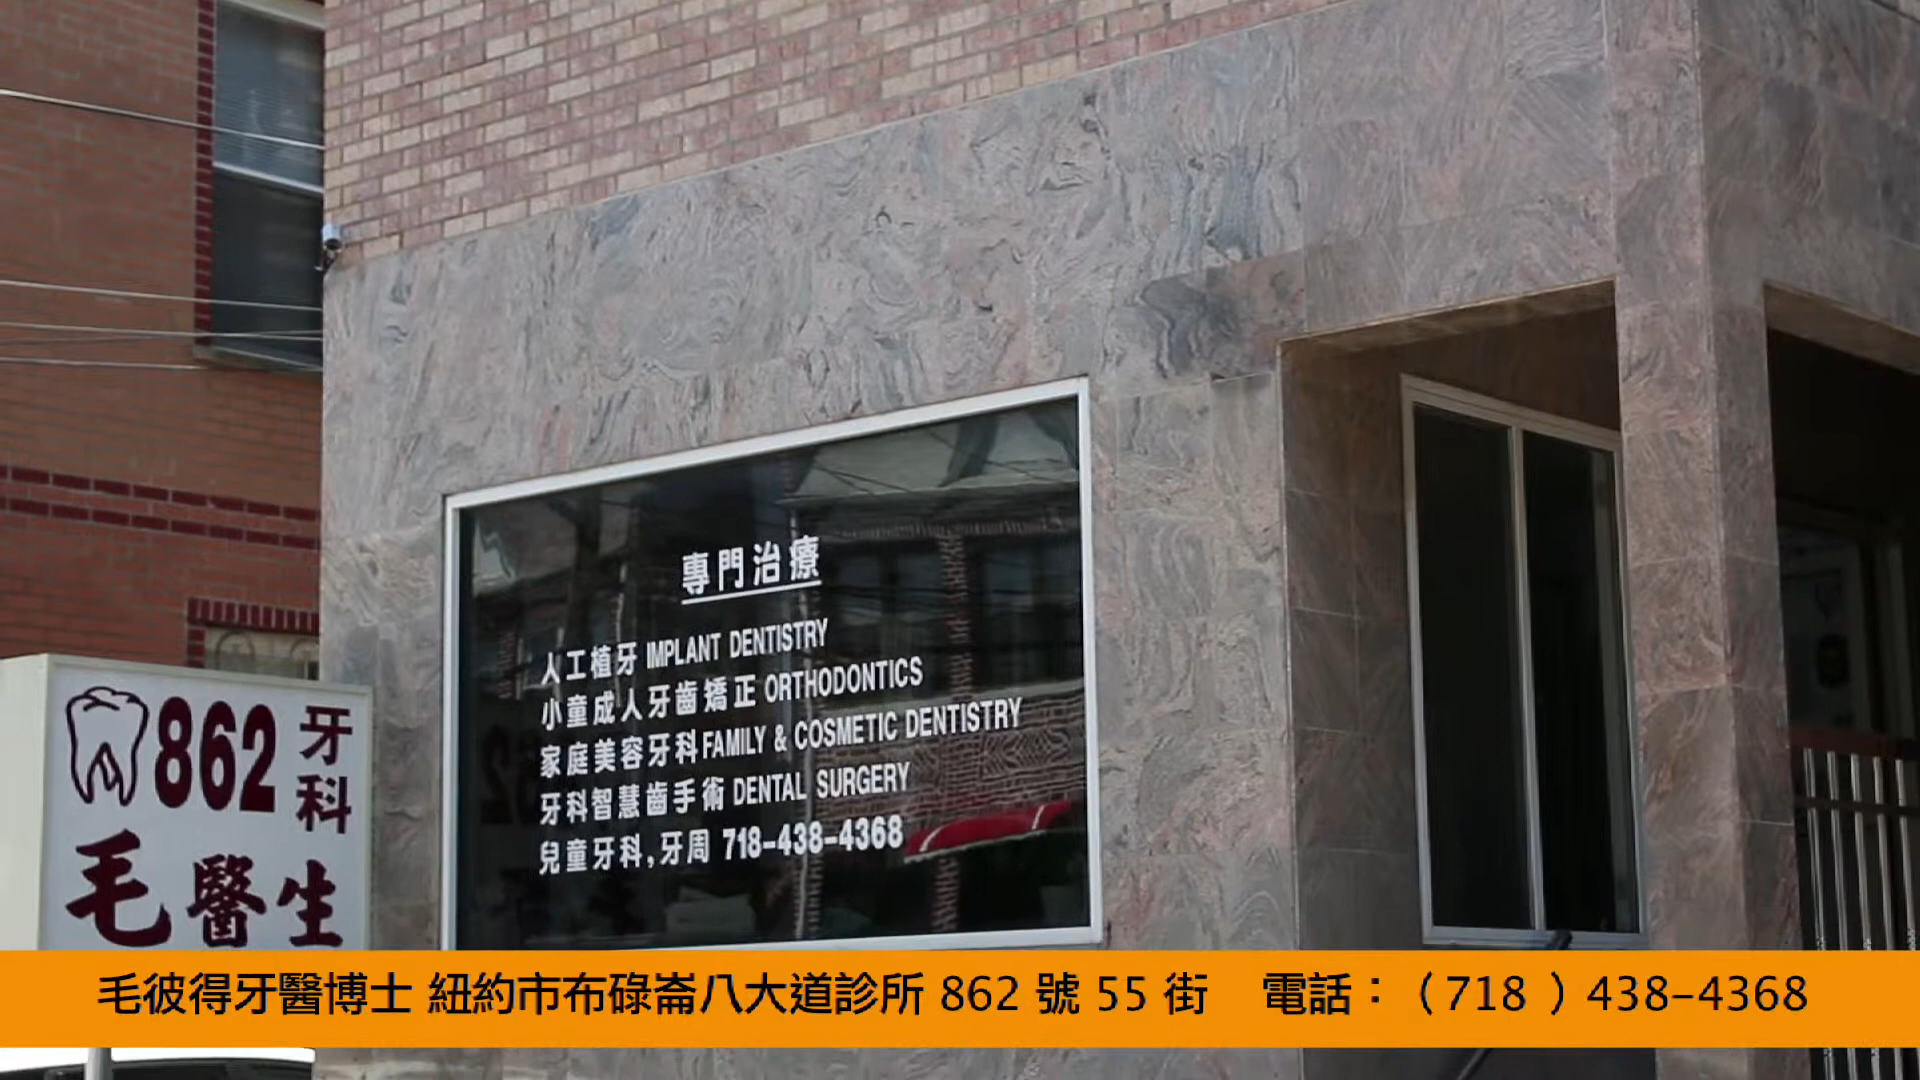 專門治療
人工植牙 IMPLANT DENTISTRY
小童成人牙齒矯正 ORTHODONTICS
家庭美容牙科 FAMILY & COSMETIC DENTISTRY
牙科智慧齒手術 DENTAL SURGERY
兒童牙科,牙周 718-438-4368
862 牙科
毛醫生
毛彼得牙醫博士 紐約市布碌崙八大道診所 862 號 55 街 電話：（718 ）438-4368